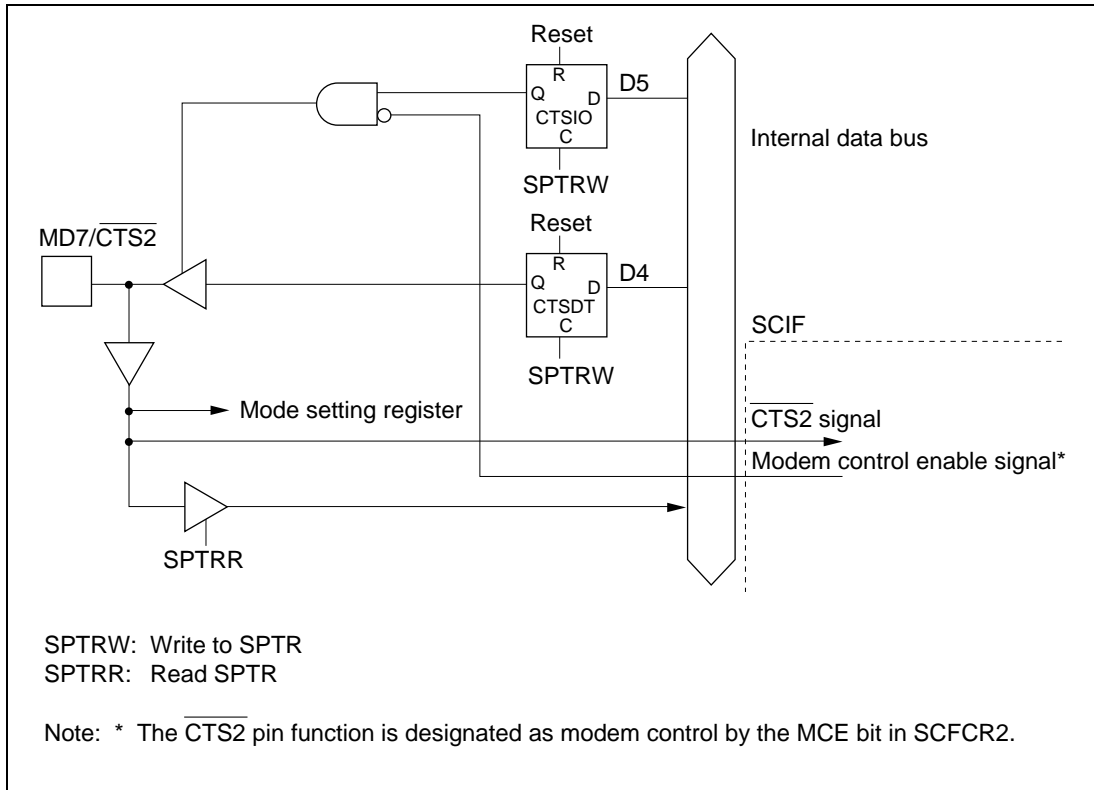 Reset
R
Q
D
D5
CTSIO
C
SPTRW
Internal data bus
Reset
MD7/CTS2
R
Q
D
D4
CTSDT
C
SPTRW
SCIF
Mode setting register
CTS2 signal
Modem control enable signal*
SPTRR
SPTRW: Write to SPTR
SPTRR: Read SPTR
Note: * The CTS2 pin function is designated as modem control by the MCE bit in SCFCR2.